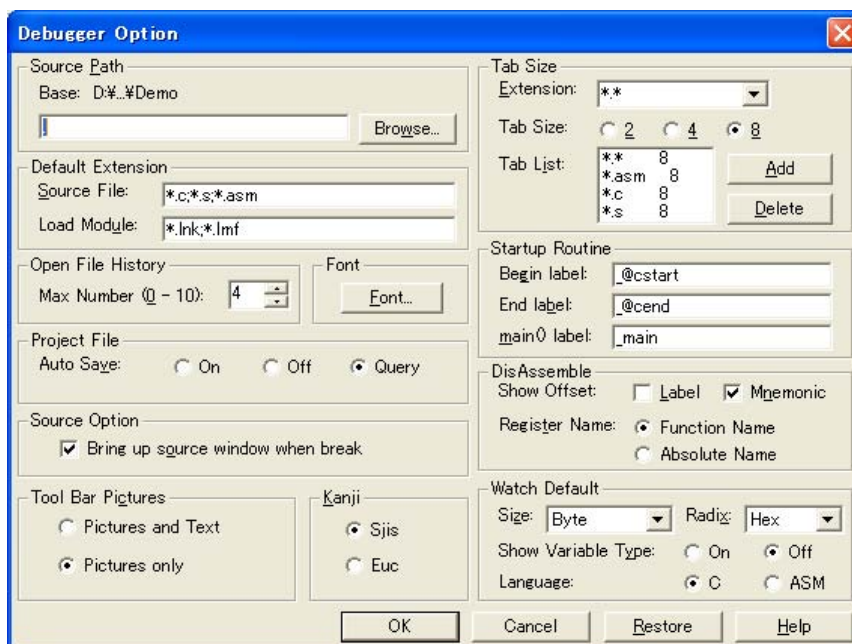 Debugger Option
Source Path
Base: D:¥...¥Demo
.
Browse...
Default Extension
Source File: *.c;*.s;*.asm
Load Module: *.lnk;*.lmf
Open File History
Max Number (0 - 10): 4
Font
Font...
Project File
Auto Save: On Off Query
Source Option
Bring up source window when break
Tool Bar Pictures
Pictures and Text
Pictures only
Kanji
Sjis
Euc
Tab Size
Extension: *.*
Tab Size: 2 4 8
Tab List:
*.* 8
*.asm 8
*.c 8
*.s 8
Add
Delete
Startup Routine
Begin label: _@cstart
End label: _@cend
main() label: _main
DisAssemble
Show Offset: Label Mnemonic
Register Name: Function Name
Absolute Name
Watch Default
Size: Byte Radix: Hex
Show Variable Type: On Off
Language: C ASM
OK Cancel Restore Help